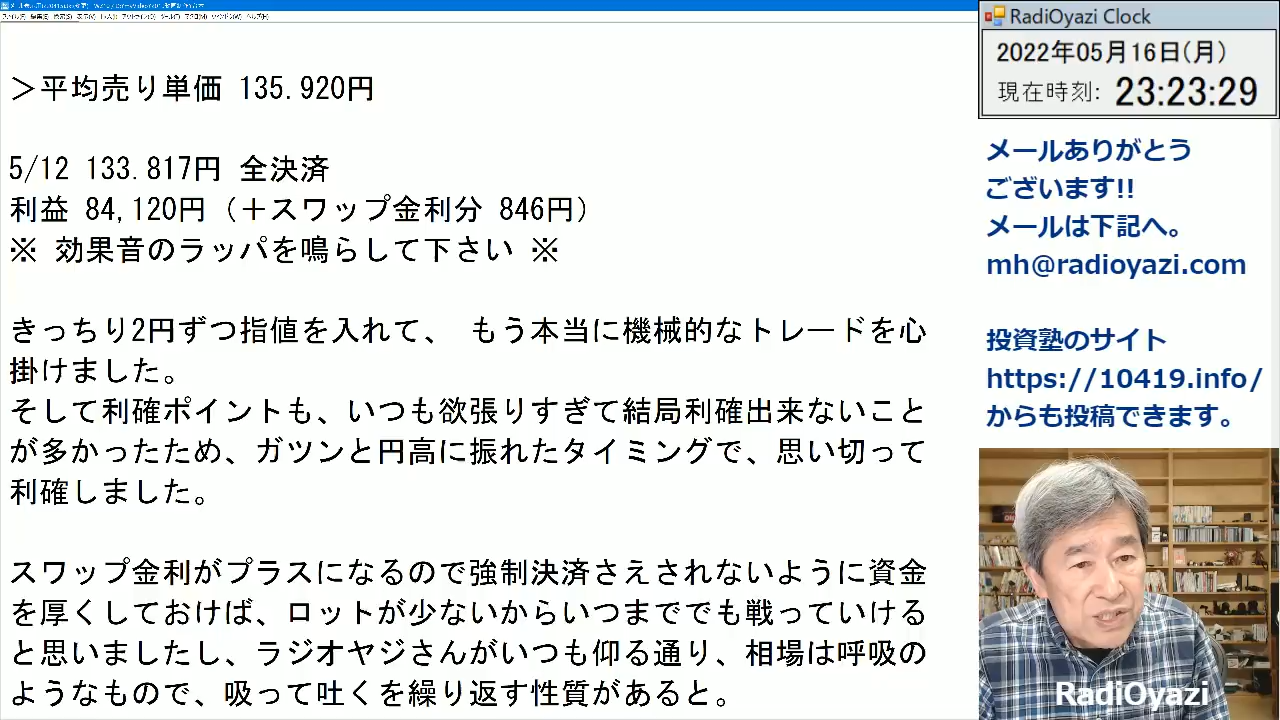 ＞平均売り単価 135.920円
5/12 133.817円 全決済
利益 84,120円（＋スワップ金利分 846円）
※ 効果音のラッパを鳴らして下さい ※
きっちり2円ずつ指値を入れて、 もう本当に機械的なトレードを心
掛けました。
そして利確ポイントも、いつも欲張りすぎて結局利確出来ないこと
が多かったため、ガツンと円高に振れたタイミングで、思い切って
利確しました。
スワップ金利がプラスになるので強制決済さえされないように資金
を厚くしておけば、ロットが少ないからいつまででも戦っていける
と思いましたし、ラジオヤジさんがいつも仰る通り、相場は呼吸の
ようなもので、吸って吐くを繰り返す性質があると。
RadiOyazi Clock
2022年05月16日(月)
現在時刻: 23:23:29
メールありがとう
ございます!!
メールは下記へ。
mh@radioyazi.com
投資塾のサイト
https://10419.info/
からも投稿できます。
RadiOyazi